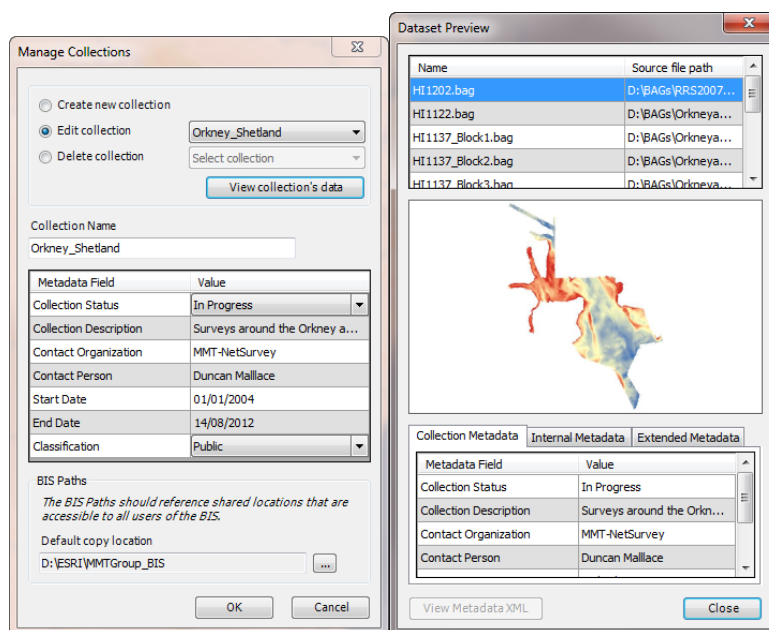 Manage Collections
Create new collection
Edit collection
Orkney_Shetland
Delete collection
Select collection
View collection's data
Collection Name
Orkney_Shetland
Metadata Field Value
Collection Status In Progress
Collection Description Surveys around the Orkney a...
Contact Organization MMT-NetSurvey
Contact Person Duncan Malllace
Start Date 01/01/2004
End Date 14/08/2012
Classification Public
BIS Paths
The BIS Paths should reference shared locations that are
accessible to all users of the BIS.
Default copy location
D:\ESRI\MMTGroup_BIS
...
OK Cancel
Dataset Preview
Name Source file path
HI1202.bag D:\BAGs\RRS2007...
HI1122.bag D:\BAGs\Orkneya...
HI1137_Block1.bag D:\BAGs\Orkneya...
HI1137_Block2.bag D:\BAGs\Orkneya...
HI1137_Block3.bag D:\BAGs\Orkneya...
Collection Metadata Internal Metadata Extended Metadata
Metadata Field Value
Collection Status In Progress
Collection Description Surveys around the Orkn...
Contact Organization MMT-NetSurvey
Contact Person Duncan Malllace
View Metadata XML Close